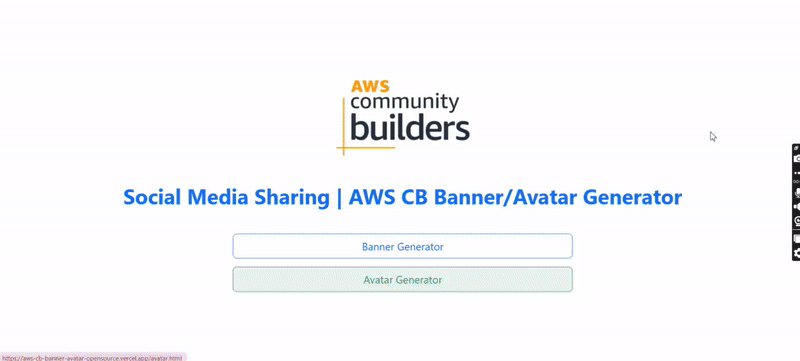 AWS
community
builders
Social Media Sharing | AWS CB Banner/Avatar Generator
Banner Generator
Avatar Generator
https://aws-cb-banner-avatar-opensource.vercel.app/avatar.html